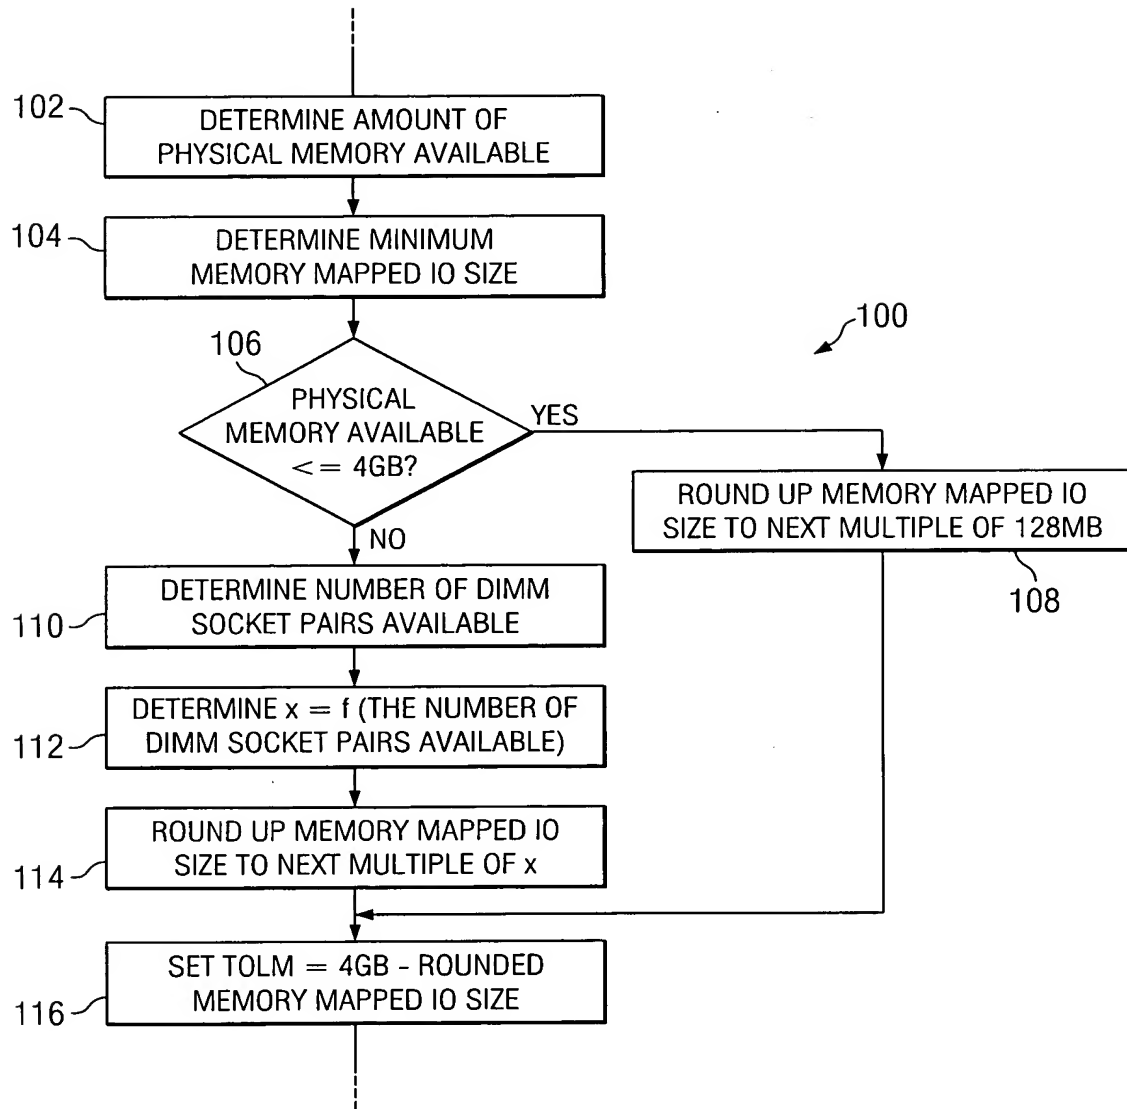 102
DETERMINE AMOUNT OF
PHYSICAL MEMORY AVAILABLE
104
DETERMINE MINIMUM
MEMORY MAPPED IO SIZE
100
106
PHYSICAL
MEMORY AVAILABLE
<= 4GB?
YES
NO
ROUND UP MEMORY MAPPED IO
SIZE TO NEXT MULTIPLE OF 128MB
108
110
DETERMINE NUMBER OF DIMM
SOCKET PAIRS AVAILABLE
112
DETERMINE x = f (THE NUMBER OF
DIMM SOCKET PAIRS AVAILABLE)
114
ROUND UP MEMORY MAPPED IO
SIZE TO NEXT MULTIPLE OF x
116
SET TOLM = 4GB - ROUNDED
MEMORY MAPPED IO SIZE